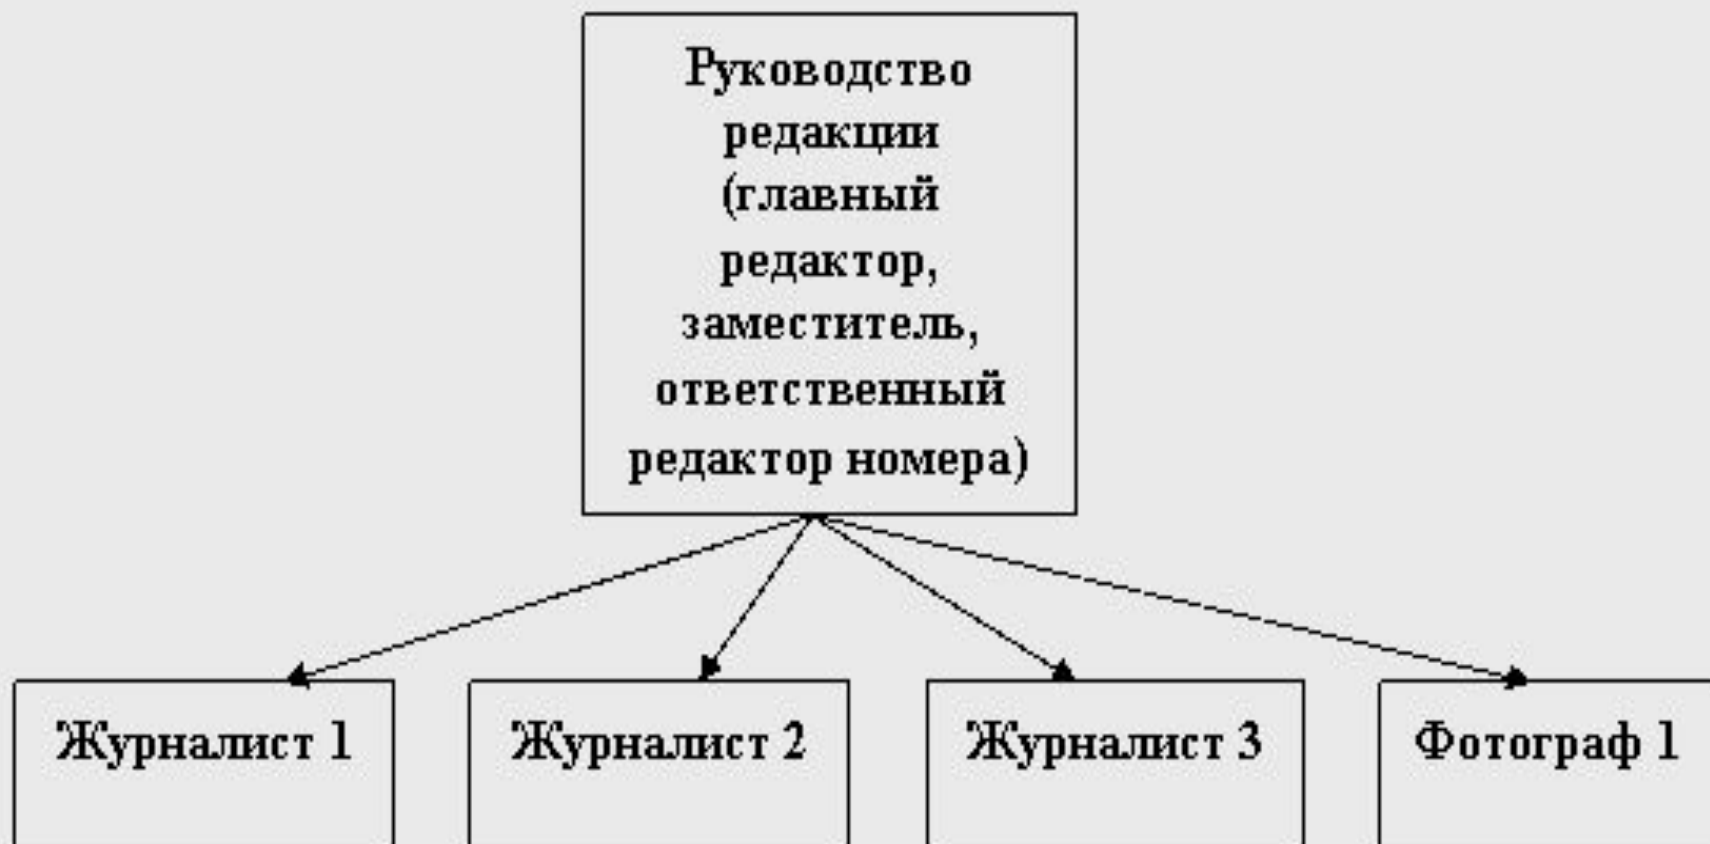 Руководство
редакции
(главный
редактор,
заместитель,
ответственный
редактор номера)
Журналист 1
Журналист 2
Журналист 3
Фотограф 1